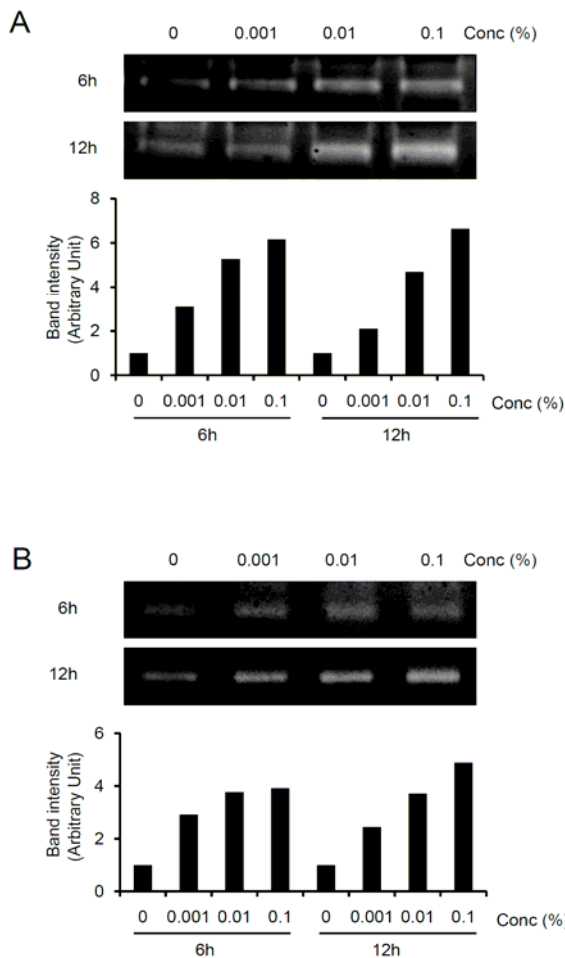 A
0 0.001 0.01 0.1 Conc (%)
6h
12h
Band intensity
(Arbitrary Unit)
8
6
4
2
0
0 0.001 0.01 0.1 0 0.001 0.01 0.1 Conc (%)
6h 12h
B
0 0.001 0.01 0.1 Conc (%)
6h
12h
Band intensity
(Arbitrary Unit)
6
4
2
0
0 0.001 0.01 0.1 0 0.001 0.01 0.1 Conc (%)
6h 12h